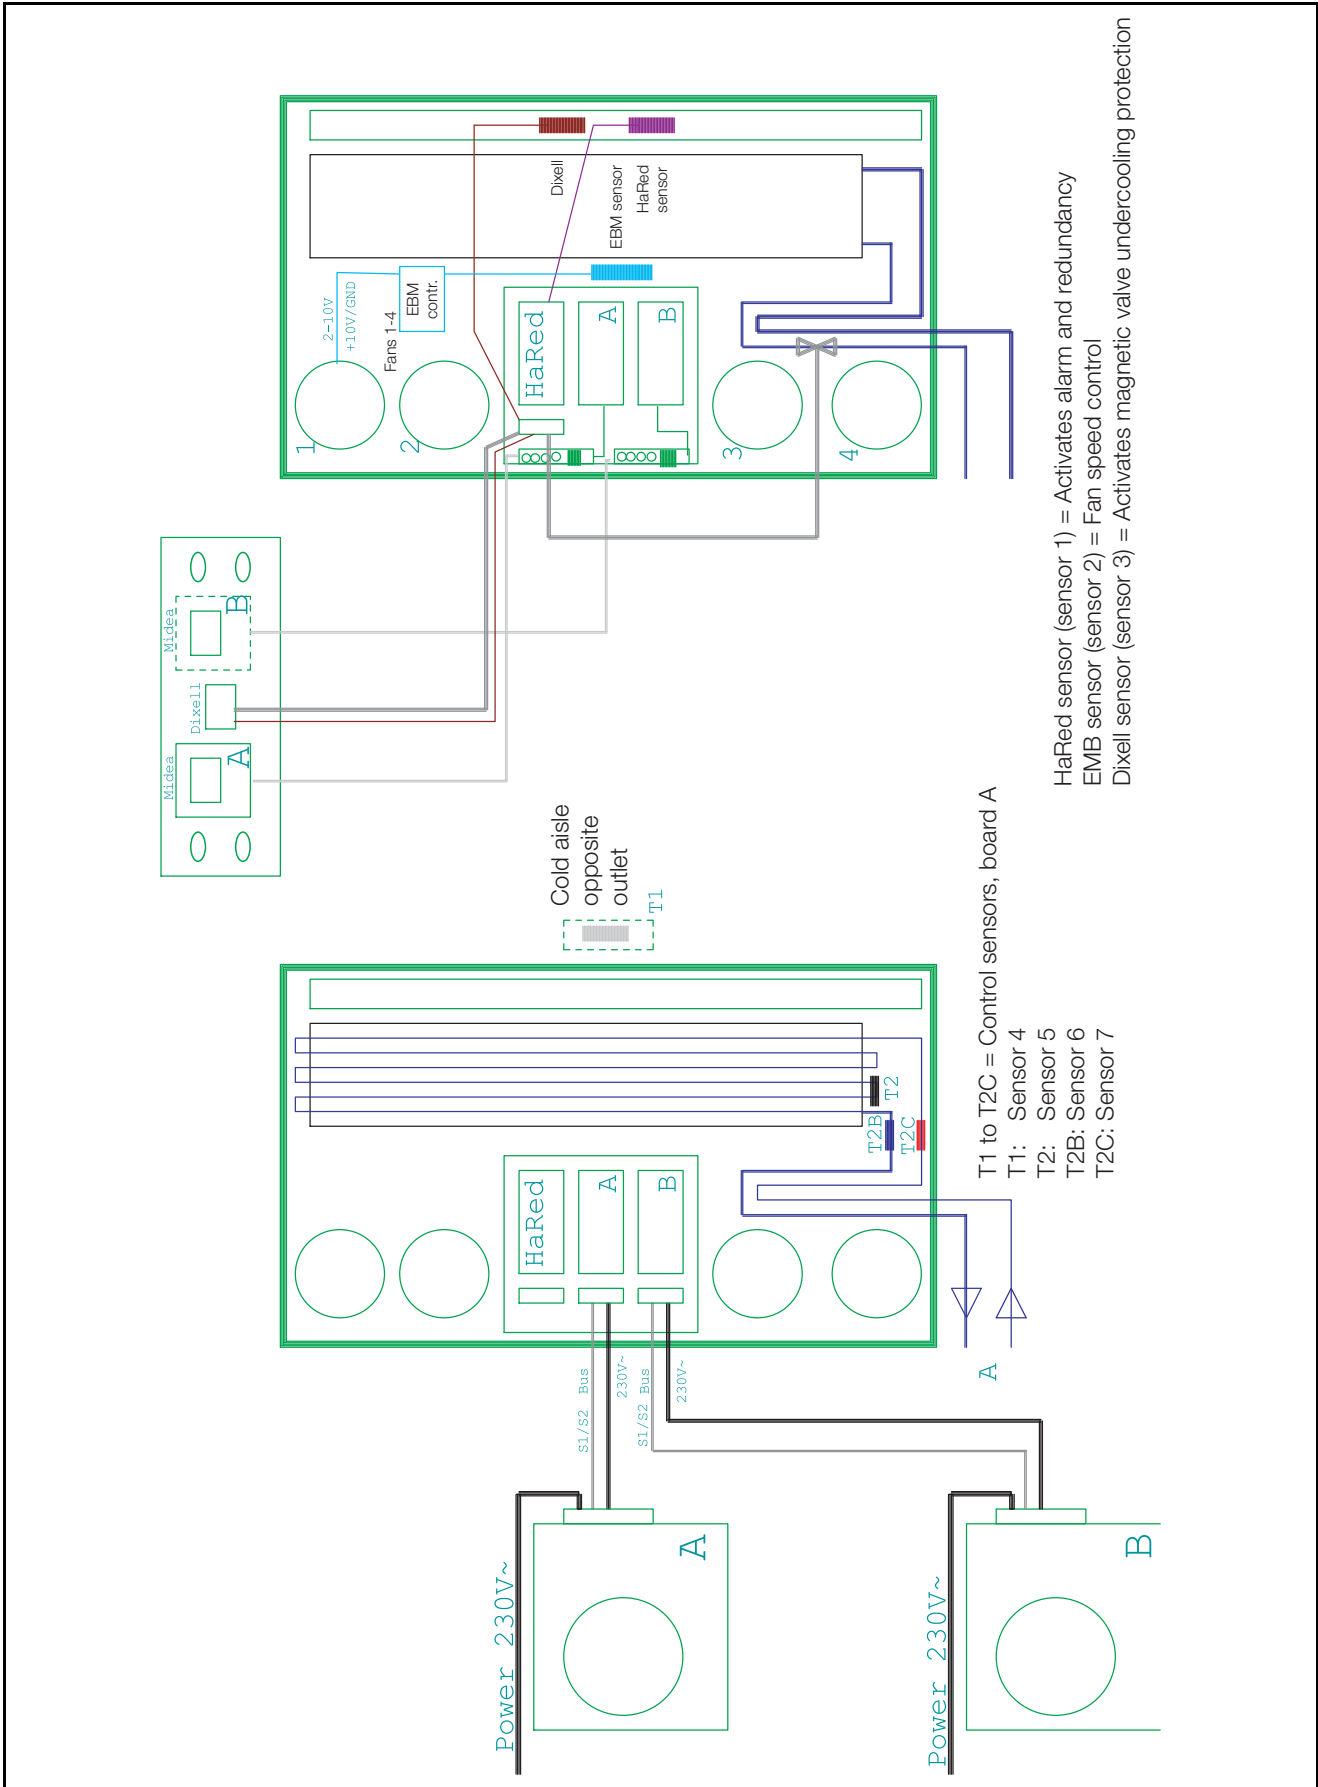 Power 230V~
A
Power 230V~
B
S1/S2 Bus
230V~
S1/S2 Bus
230V~
A
HaRed
A
B
T2B
T2C
T2
T1
Cold aisle
opposite
outlet
T1 to T2C = Control sensors, board A
T1: Sensor 4
T2: Sensor 5
T2B: Sensor 6
T2C: Sensor 7
Midea
A
Dixell
Midea
B
1
2
3
4
2-10V
+10V/GND
Fans 1-4
EBM
contr.
HaRed
A
B
Dixell
EBM sensor
HaRed
sensor
HaRed sensor (sensor 1) = Activates alarm and redundancy
EMB sensor (sensor 2) = Fan speed control
Dixell sensor (sensor 3) = Activates magnetic valve undercooling protection